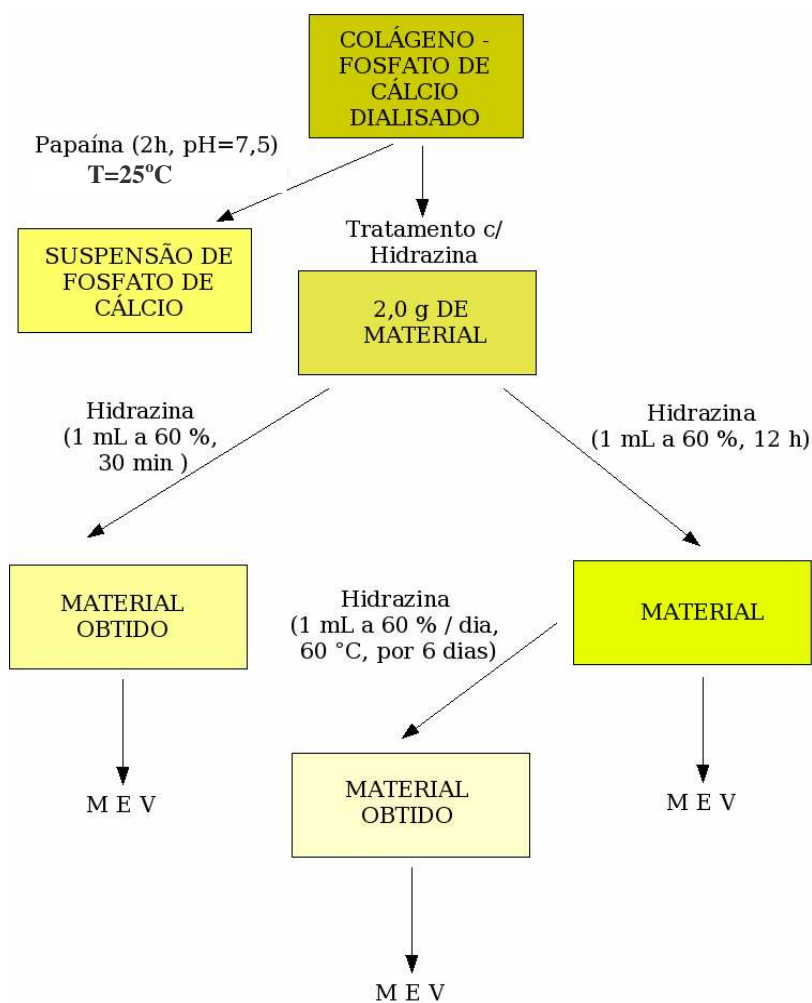 COLÁGENO -
FOSFATO DE
CÁLCIO
DIALISADO
Papaína (2h, pH=7,5)
T=25ºC
SUSPENSÃO DE
FOSFATO DE
CÁLCIO
Tratamento c/
Hidrazina
2,0 g DE
MATERIAL
Hidrazina
(1 mL a 60 %,
30 min )
Hidrazina
(1 mL a 60 %, 12 h)
MATERIAL
OBTIDO
Hidrazina
(1 mL a 60 % / dia,
60 °C, por 6 dias)
MATERIAL
M E V
MATERIAL
OBTIDO
M E V
M E V